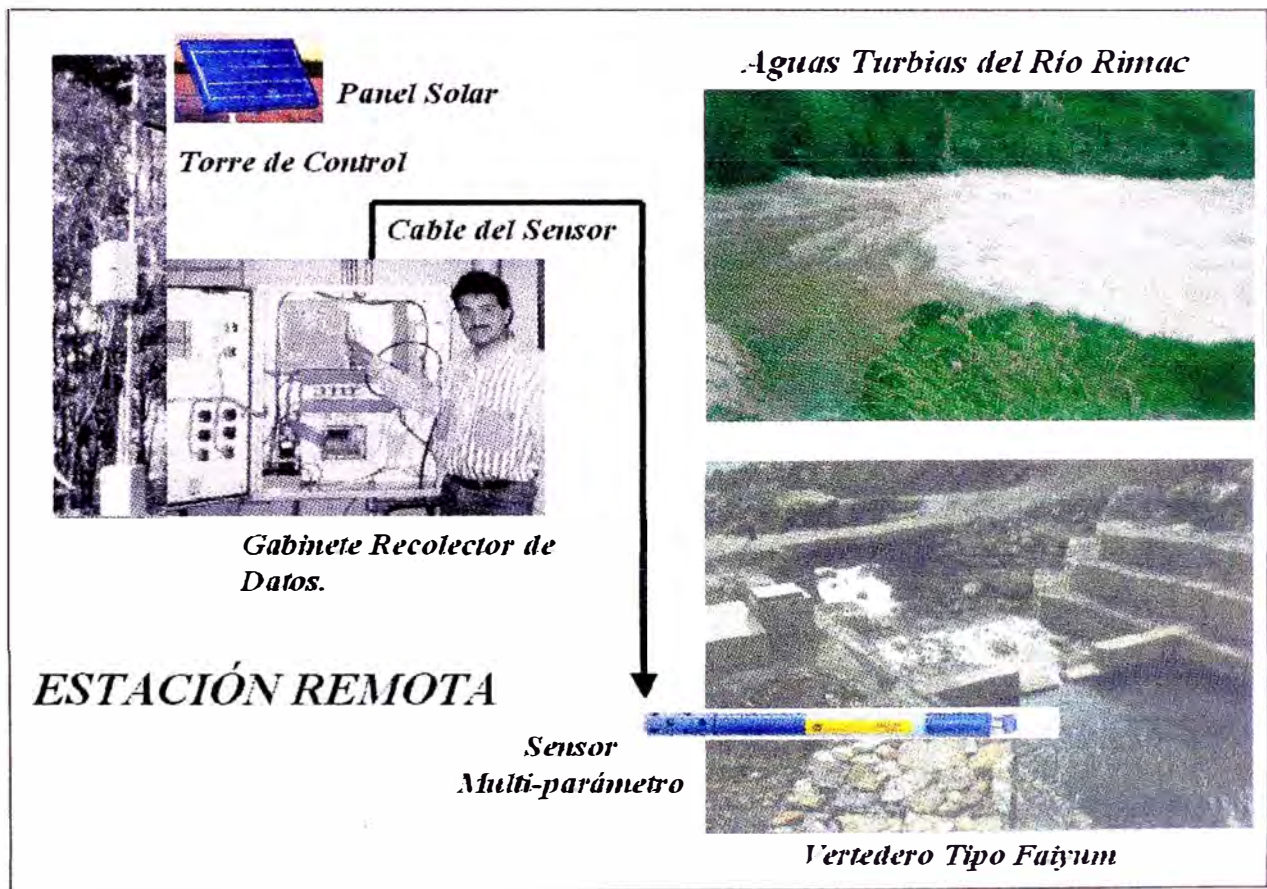 Panel Solar
Torre de Control
Cable del Sensor
Gabinete Recolector de
Datos.
ESTACIÓN REMOTA
Sensor
Multi-parámetro
Aguas Turbias del Río Rimac
Vertedero Tipo Faiyum